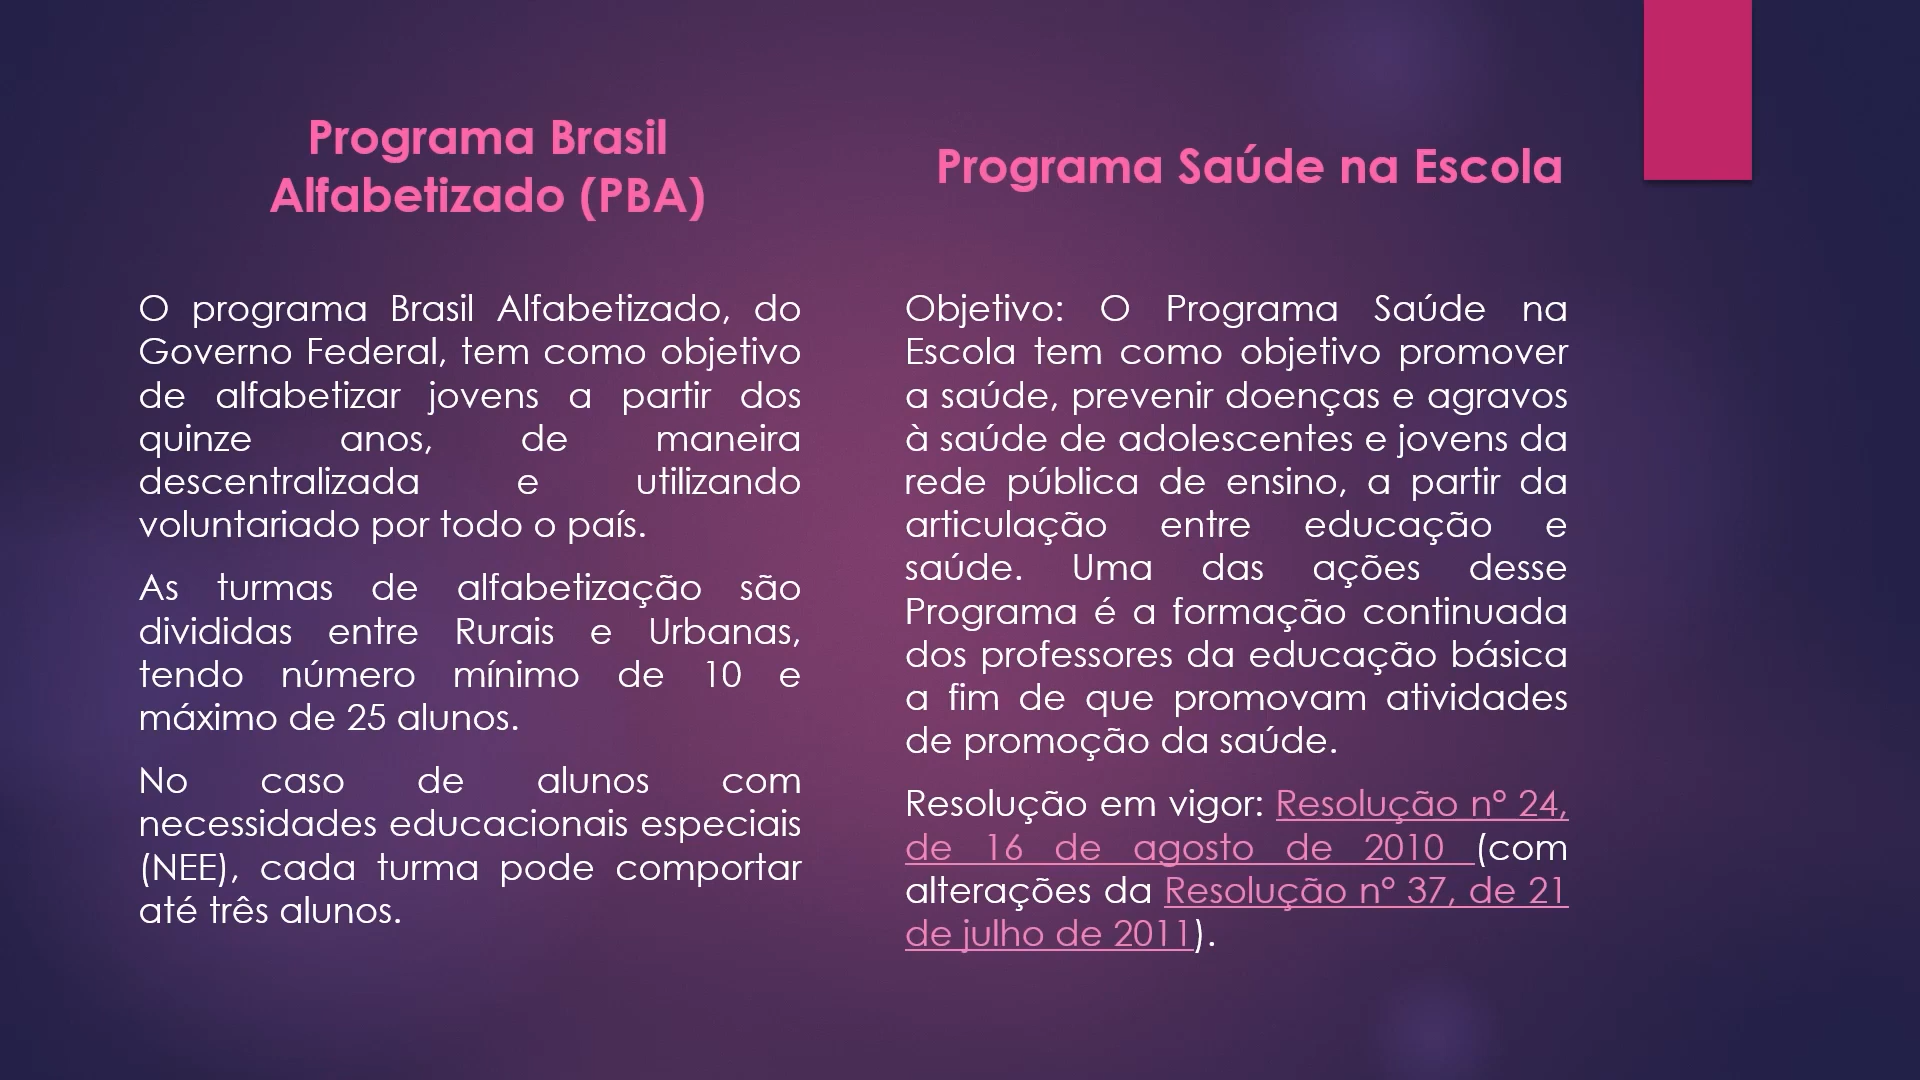 Programa Brasil
Alfabetizado (PBA)
O programa Brasil Alfabetizado, do
Governo Federal, tem como objetivo
de alfabetizar jovens a partir dos
quinze anos, de maneira
descentralizada e utilizando
voluntariado por todo o país.
As turmas de alfabetização são
divididas entre Rurais e Urbanas,
tendo número mínimo de 10 e
máximo de 25 alunos.
No caso de alunos com
necessidades educacionais especiais
(NEE), cada turma pode comportar
até três alunos.
Programa Saúde na Escola
Objetivo: O Programa Saúde na
Escola tem como objetivo promover
a saúde, prevenir doenças e agravos
à saúde de adolescentes e jovens da
rede pública de ensino, a partir da
articulação entre educação e
saúde. Uma das ações desse
Programa é a formação continuada
dos professores da educação básica
a fim de que promovam atividades
de promoção da saúde.
Resolução em vigor: Resolução nº 24,
de 16 de agosto de 2010 (com
alterações da Resolução nº 37, de 21
de julho de 2011).